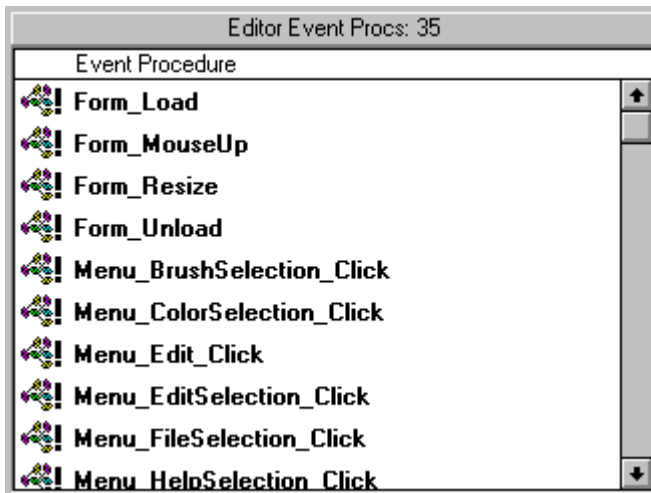 Editor Event Procs: 35
Event Procedure
Form_Load
Form_MouseUp
Form_Resize
Form_Unload
Menu_BrushSelection_Click
Menu_ColorSelection_Click
Menu_Edit_Click
Menu_EditSelection_Click
Menu_FileSelection_Click
Menu_HelpSelection_Click